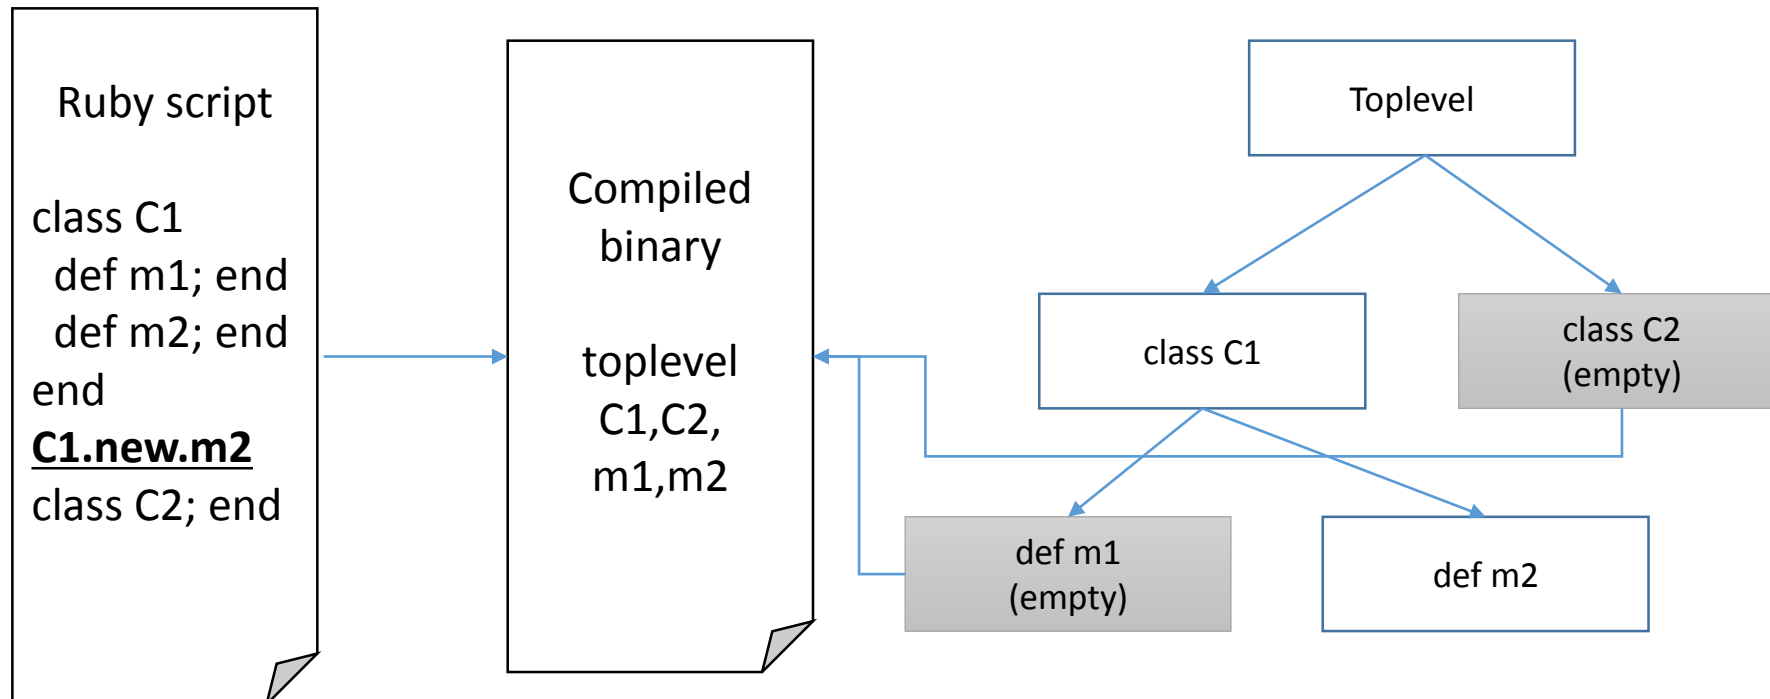 Ruby script
class C1
  def m1; end
  def m2; end
end
C1.new.m2
class C2; end
Compiled
binary
toplevel
C1,C2,
m1,m2
Toplevel
class C1
class C2
(empty)
def m1
(empty)
def m2